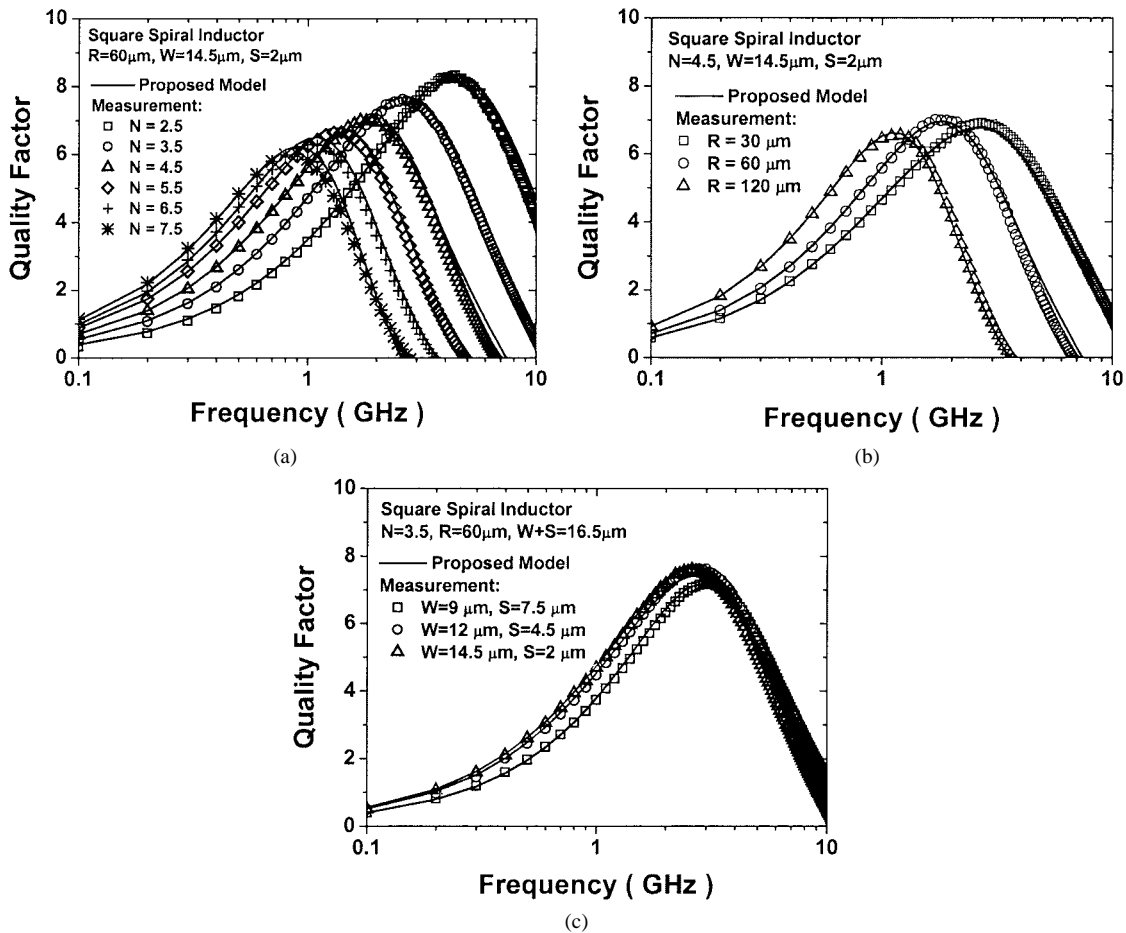 Square Spiral Inductor
R=60μm, W=14.5μm, S=2μm
Proposed Model
Measurement:
N = 2.5
N = 3.5
N = 4.5
N = 5.5
N = 6.5
N = 7.5
Quality Factor
10
8
6
4
2
0
0.1
1
10
Frequency ( GHz )
(a)
Square Spiral Inductor
N=4.5, W=14.5μm, S=2μm
Proposed Model
Measurement:
R = 30 μm
R = 60 μm
R = 120 μm
Quality Factor
10
8
6
4
2
0
0.1
1
10
Frequency ( GHz )
(b)
Square Spiral Inductor
N=3.5, R=60μm, W+S=16.5μm
Proposed Model
Measurement:
W=9 μm, S=7.5 μm
W=12 μm, S=4.5 μm
W=14.5 μm, S=2 μm
Quality Factor
10
8
6
4
2
0
0.1
1
10
Frequency ( GHz )
(c)